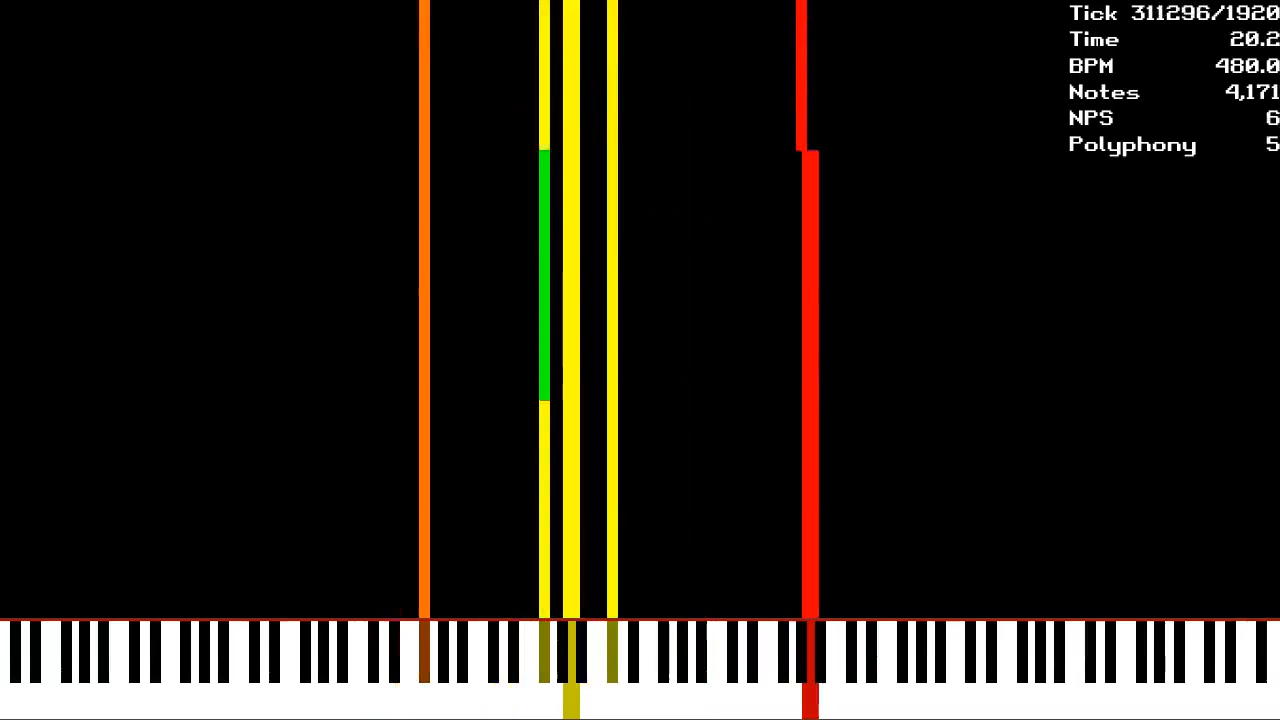 Tick 311296/1920
Time 20.2
BPM 480.0
Notes 4,171
NPS 6
Polyphony 5